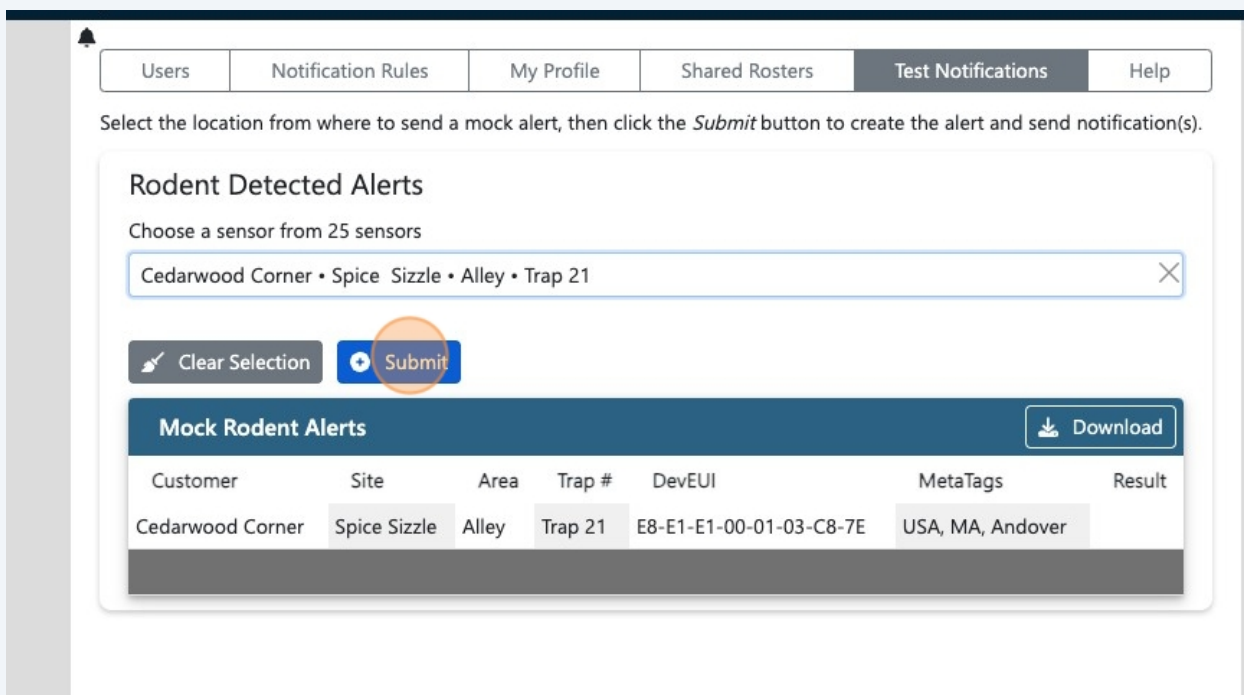 Users Notification Rules My Profile Shared Rosters Test Notifications Help
Select the location from where to send a mock alert, then click the Submit button to create the alert and send notification(s).
Rodent Detected Alerts
Choose a sensor from 25 sensors
Cedarwood Corner • Spice  Sizzle • Alley • Trap 21
Clear Selection Submit
Mock Rodent Alerts Download
Customer Site Area Trap # DevEUI MetaTags Result
Cedarwood Corner Spice Sizzle Alley Trap 21 E8-E1-E1-00-01-03-C8-7E USA, MA, Andover